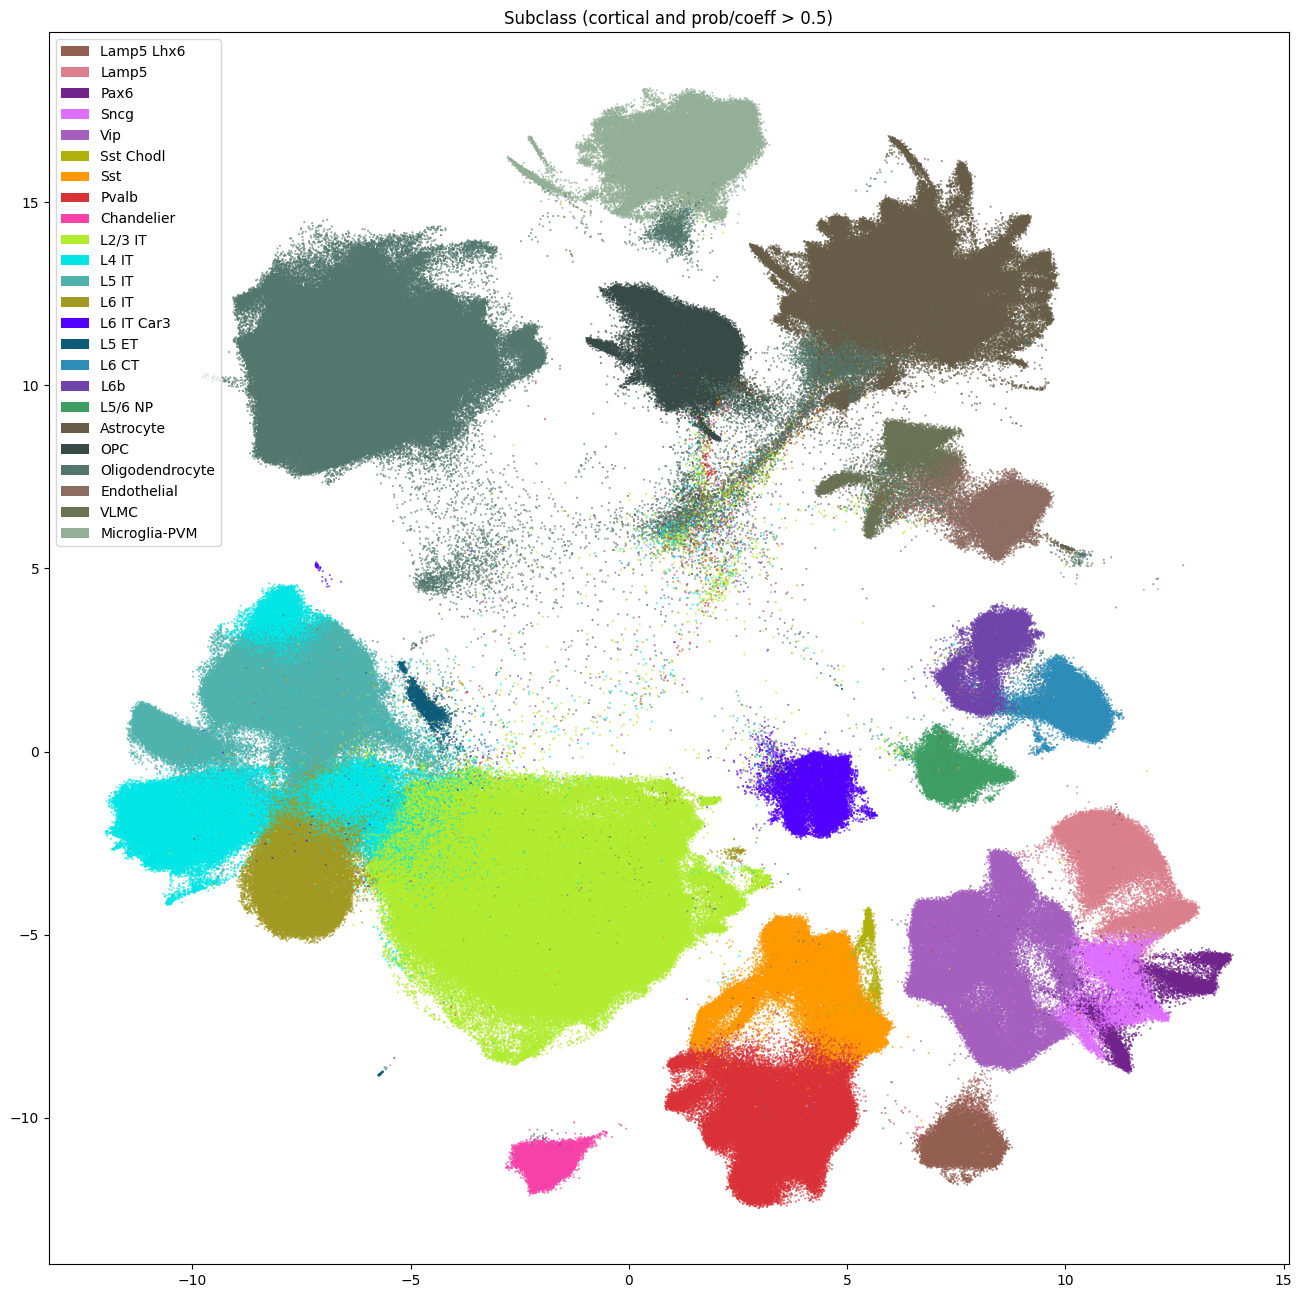 Subclass (cortical and prob/coeff > 0.5)
Lamp5 Lhx6
Lamp5
Pax6
Sncg
Vip
Sst Chodl
Sst
Pvalb
Chandelier
L2/3 IT
L4 IT
L5 IT
L6 IT
L6 IT Car3
L5 ET
L6 CT
L6b
L5/6 NP
Astrocyte
OPC
Oligodendrocyte
Endothelial
VLMC
Microglia-PVM
15
10
5
0
−5
−10
−10 −5 0 5 10 15